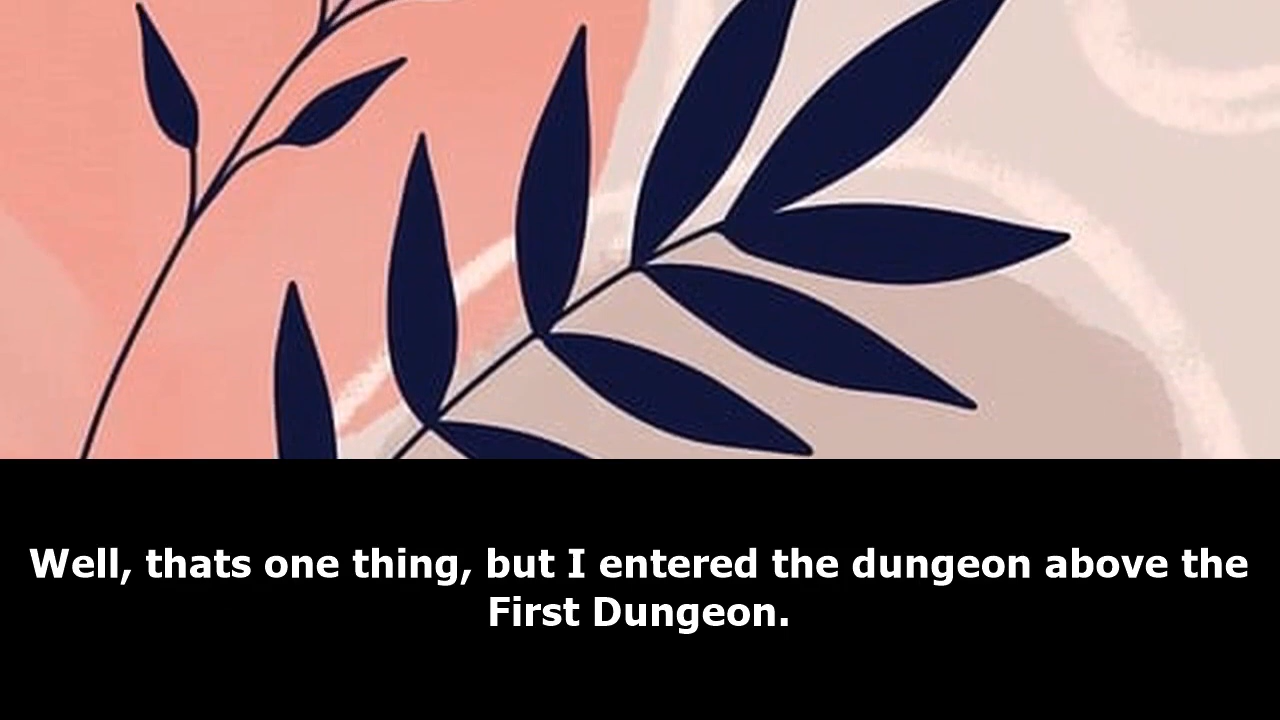 Well, thats one thing, but I entered the dungeon above the
First Dungeon.